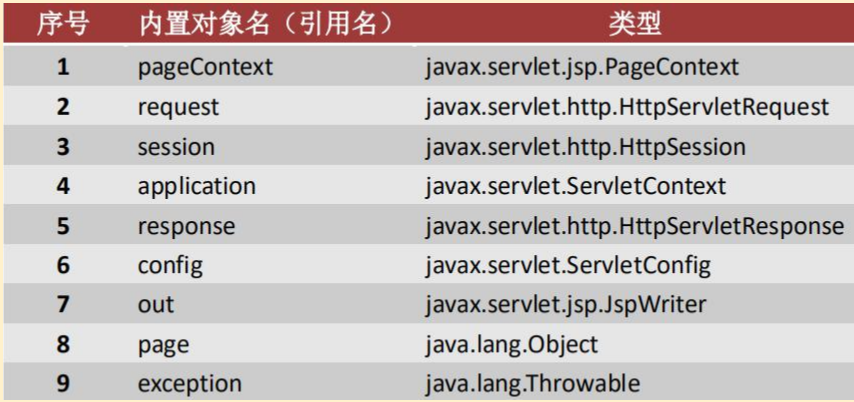 序号 内置对象名（引用名） 类型
1 pageContext javax.servlet.jsp.PageContext
2 request javax.servlet.http.HttpServletRequest
3 session javax.servlet.http.HttpSession
4 application javax.servlet.ServletContext
5 response javax.servlet.http.HttpServletResponse
6 config javax.servlet.ServletConfig
7 out javax.servlet.jsp.JspWriter
8 page java.lang.Object
9 exception java.lang.Throwable